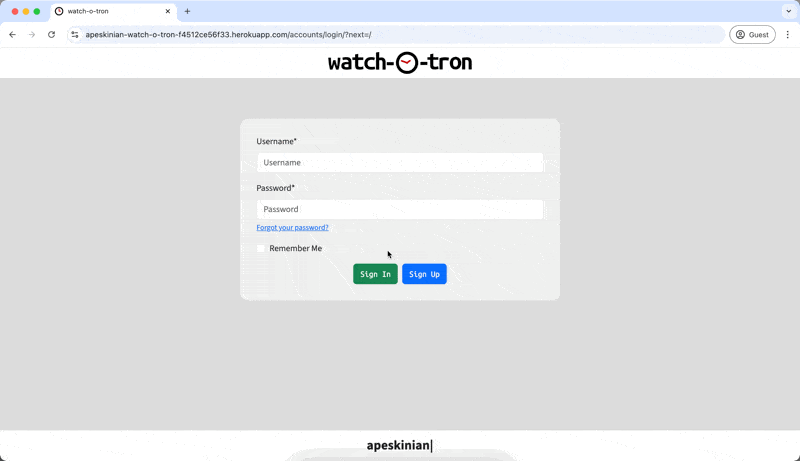 watch-o-tron
apeskinian-watch-o-tron-f4512ce56f33.herokuapp.com/accounts/login/?next=/
Guest
watch-
-tron
Username*
Username
Password*
Password
Forgot your password?
Remember Me
Sign In
Sign Up
apeskinian|